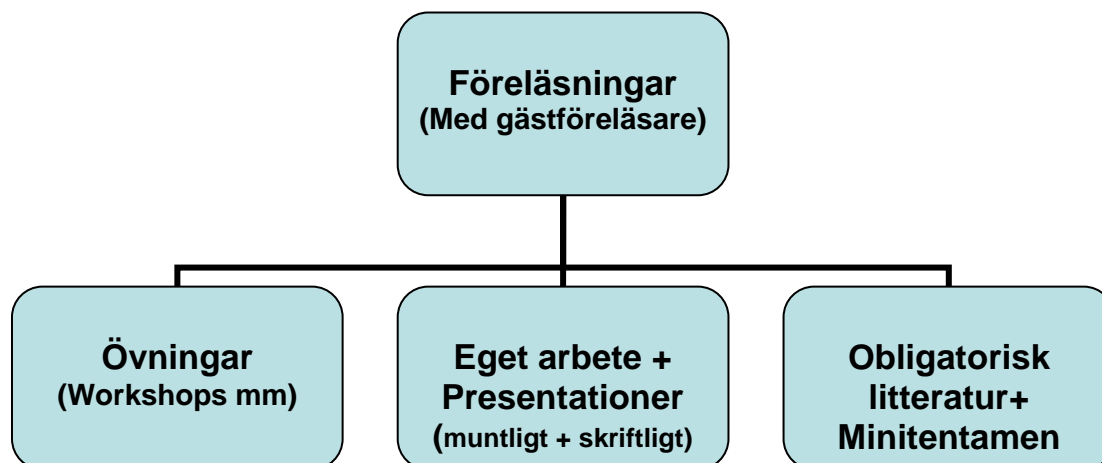 Föreläsningar
(Med gästföreläsare)
Övningar
(Workshops mm)
Eget arbete +
Presentationer
(muntligt + skriftligt)
Obligatorisk
litteratur+
Minitentamen